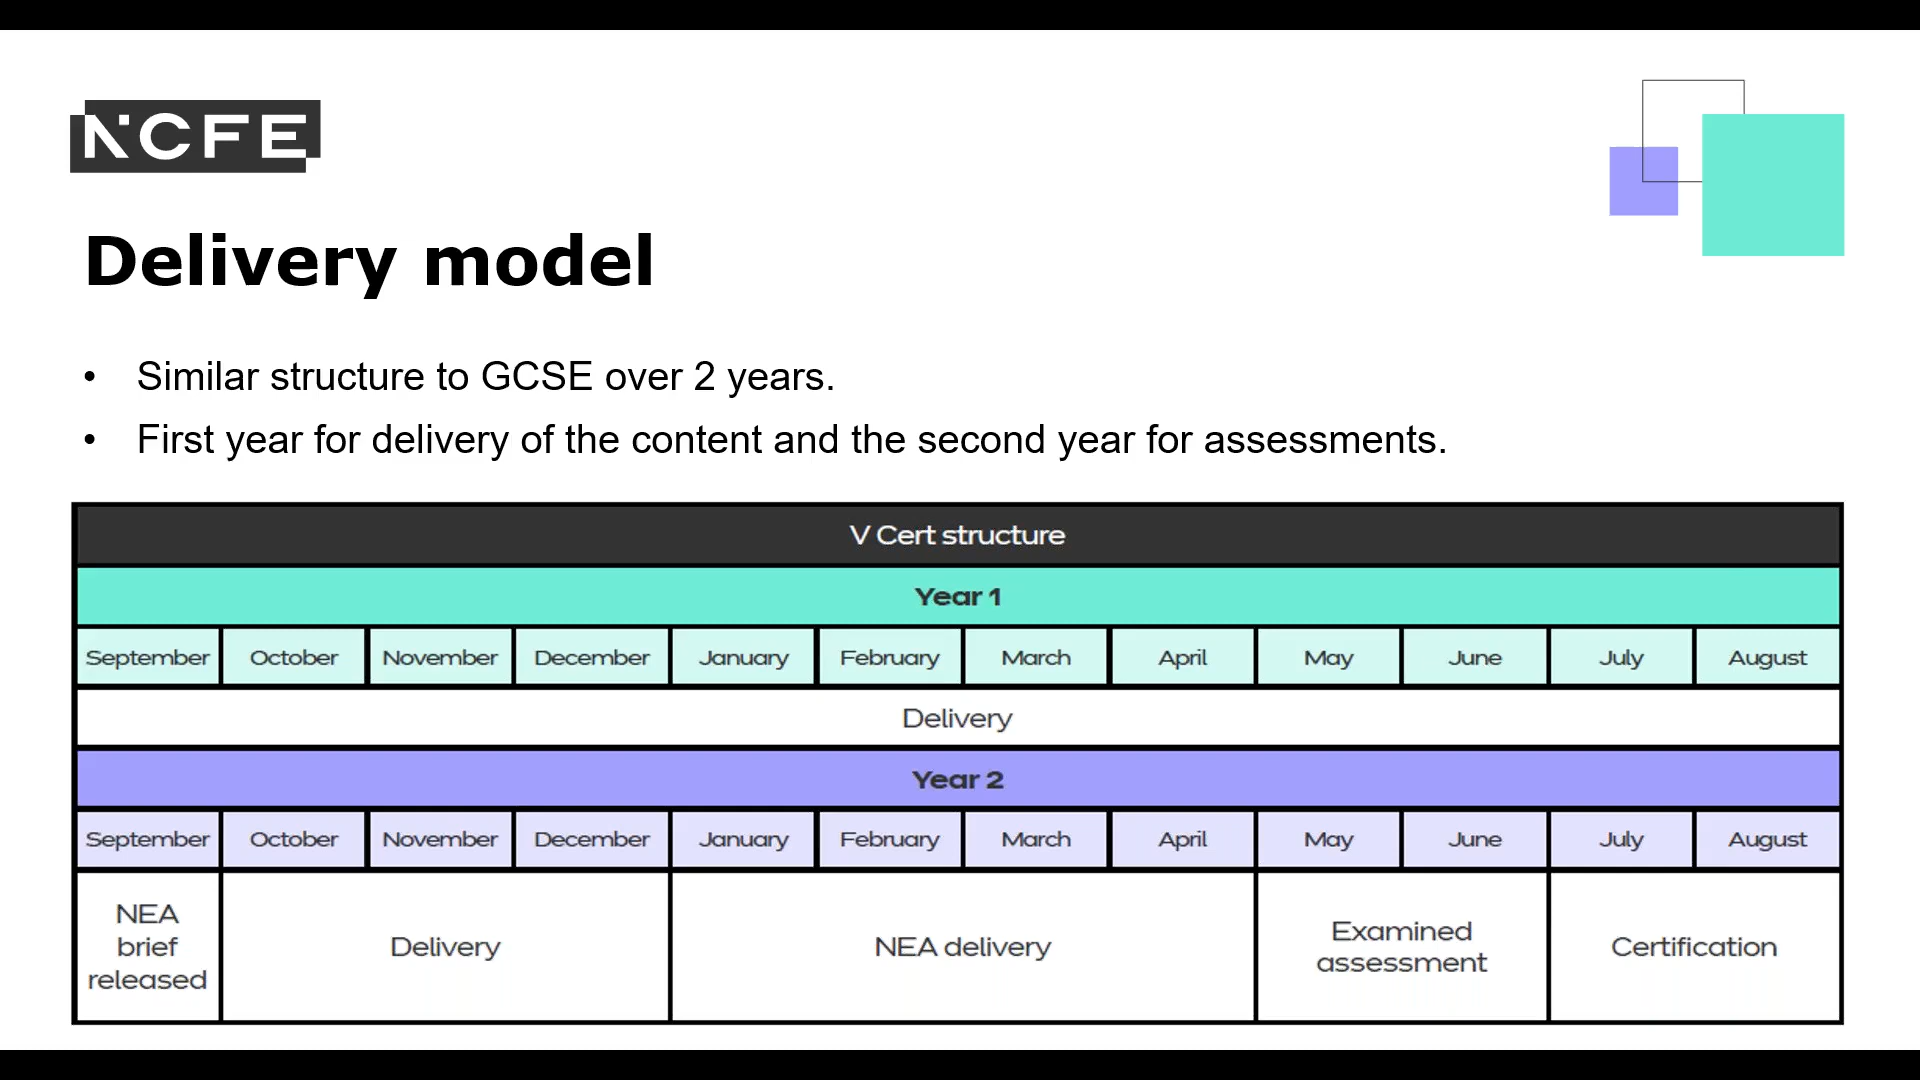 NCFE
Delivery model
• Similar structure to GCSE over 2 years.
• First year for delivery of the content and the second year for assessments.
V Cert structure
Year 1
September October November December January February March April May June July August
Delivery
Year 2
September October November December January February March April May June July August
NEA
brief
released
Delivery
NEA delivery
Examined
assessment
Certification